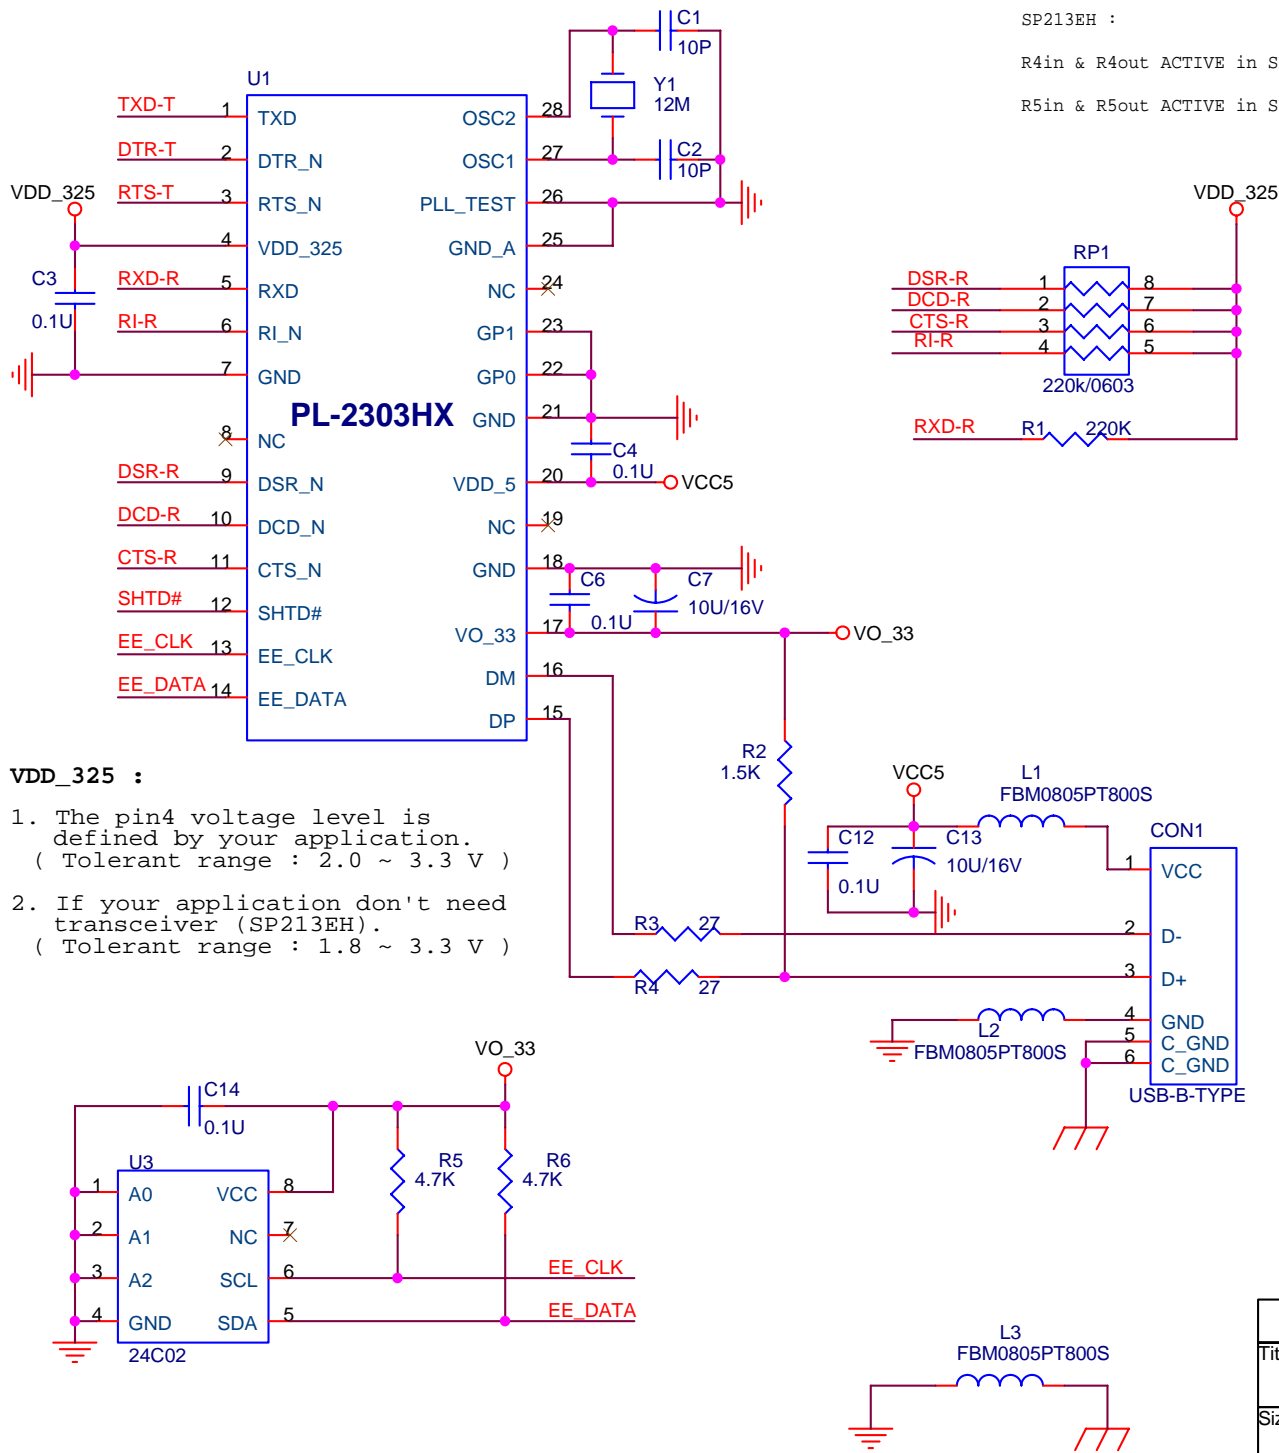 SP213EH :
R4in & R4out ACTIVE in S
R5in & R5out ACTIVE in S
C1
10P
Y1
12M
C2
10P
U1
PL-2303HX
TXD-T 1 TXD
DTR-T 2 DTR_N
RTS-T 3 RTS_N
VDD_325
4 VDD_325
C3
0.1U
RXD-R 5 RXD
RI-R 6 RI_N
7 GND
8 NC
DSR-R 9 DSR_N
DCD-R 10 DCD_N
CTS-R 11 CTS_N
SHTD# 12 SHTD#
EE_CLK 13 EE_CLK
EE_DATA 14 EE_DATA
OSC2 28
OSC1 27
PLL_TEST 26
GND_A 25
NC 24
GP1 23
GP0 22
GND 21
C4
0.1U
VDD_5 20 VCC5
NC 19
GND 18
C6
0.1U
C7
10U/16V
VO_33 17 VO_33
DM 16
DP 15
VDD_325
RP1
DSR-R 1 8
DCD-R 2 7
CTS-R 3 6
RI-R 4 5
220k/0603
RXD-R R1 220K
VDD_325 :
1. The pin4 voltage level is
defined by your application.
( Tolerant range : 2.0 ~ 3.3 V )
2. If your application don't need
transceiver (SP213EH).
( Tolerant range : 1.8 ~ 3.3 V )
R2
1.5K
VCC5
L1
FBM0805PT800S
C12
0.1U
C13
10U/16V
CON1
1 VCC
R3 27
2 D-
R4 27
3 D+
L2
FBM0805PT800S
4 GND
5 C_GND
6 C_GND
USB-B-TYPE
VO_33
C14
0.1U
U3
R5
4.7K
R6
4.7K
1 A0 VCC 8
2 A1 NC 7
3 A2 SCL 6 EE_CLK
4 GND SDA 5 EE_DATA
24C02
L3
FBM0805PT800S
Tit
Siz